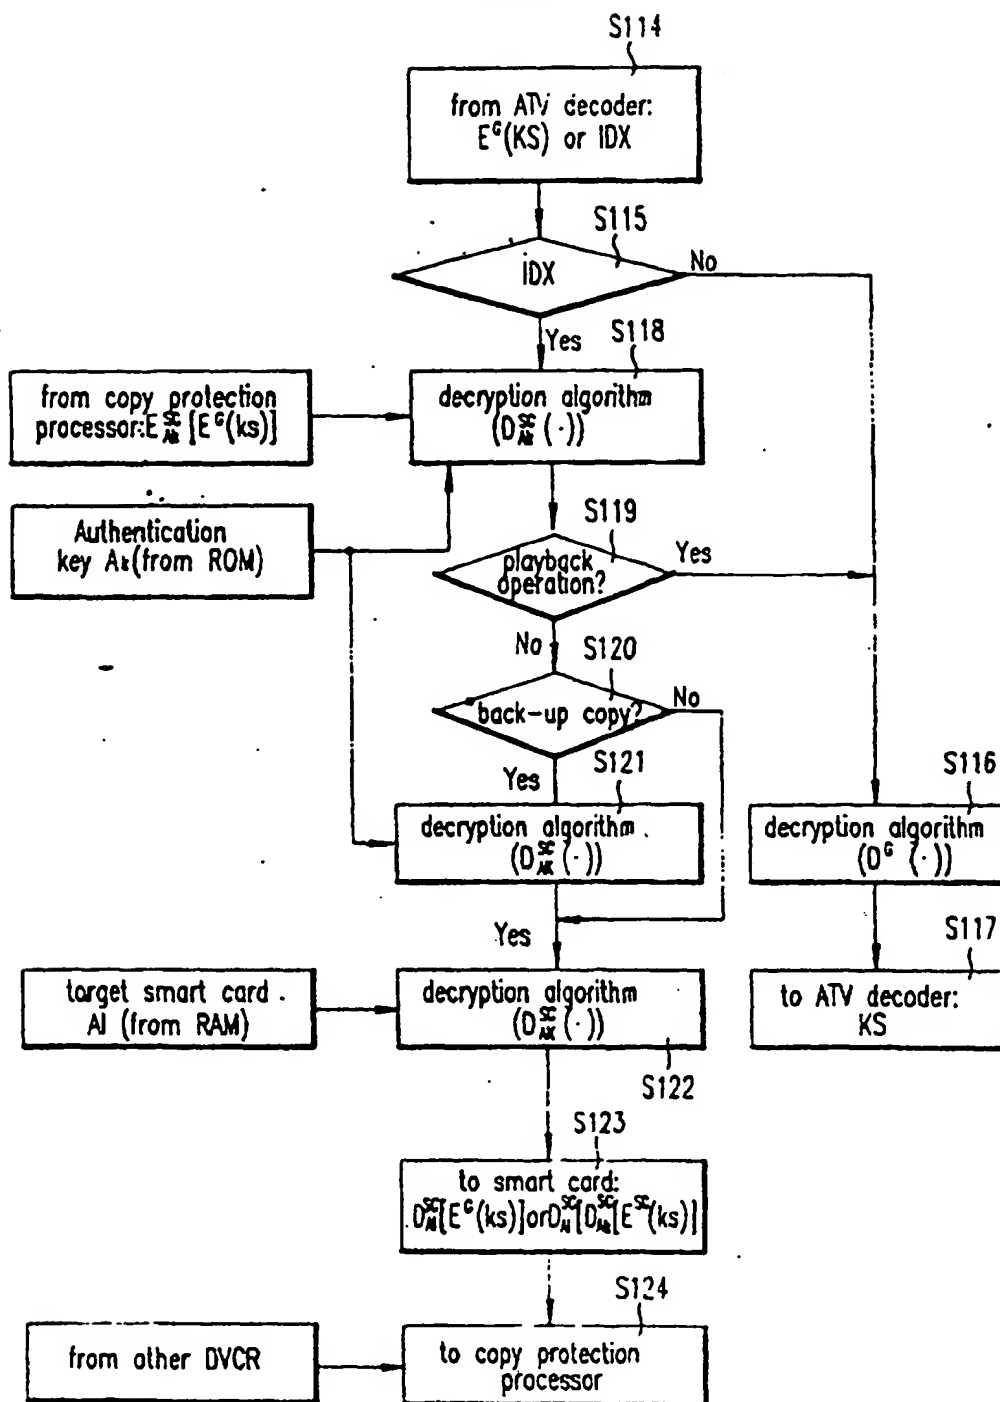 S114
from ATV decoder:
E^G(KS) or IDX
S115
IDX
No
Yes
S118
from copy protection
processor:E^SC_Ak[E^G(ks)]
decryption algorithm
(D^SC_Ak(·))
Authentication
key Ak(from ROM)
S119
playback
operation?
Yes
No
S120
back-up copy?
No
Yes
S121
decryption algorithm
(D^SC_AK(·))
S116
decryption algorithm
(D^G (·))
Yes
S117
target smart card
AI (from RAM)
decryption algorithm
(D^SC_AK(·))
to ATV decoder:
KS
S122
S123
to smart card:
D^SC_AI[E^G(ks)]orD^SC_AI[D^SC_Ak[E^SC(ks)]
S124
from other DVCR
to copy protection
processor